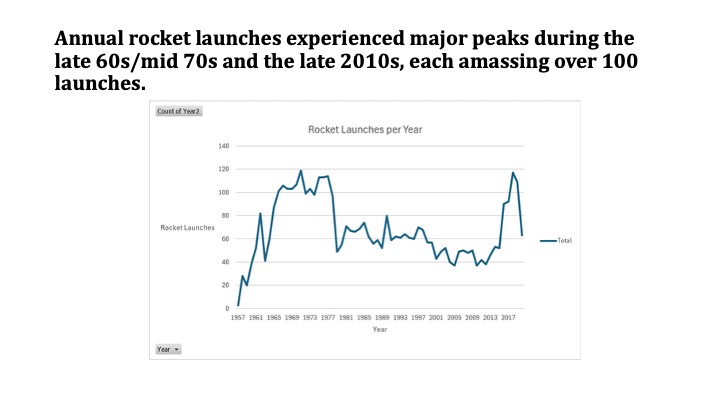 Annual rocket launches experienced major peaks during the
late 60s/mid 70s and the late 2010s, each amassing over 100
launches.
Count of Year2
Rocket Launches per Year
140
120
100
80
60
40
20
0
Rocket Launches
Total
1957 1961 1965 1969 1973 1977 1981 1985 1989 1993 1997 2001 2005 2009 2013 2017
Year
Year